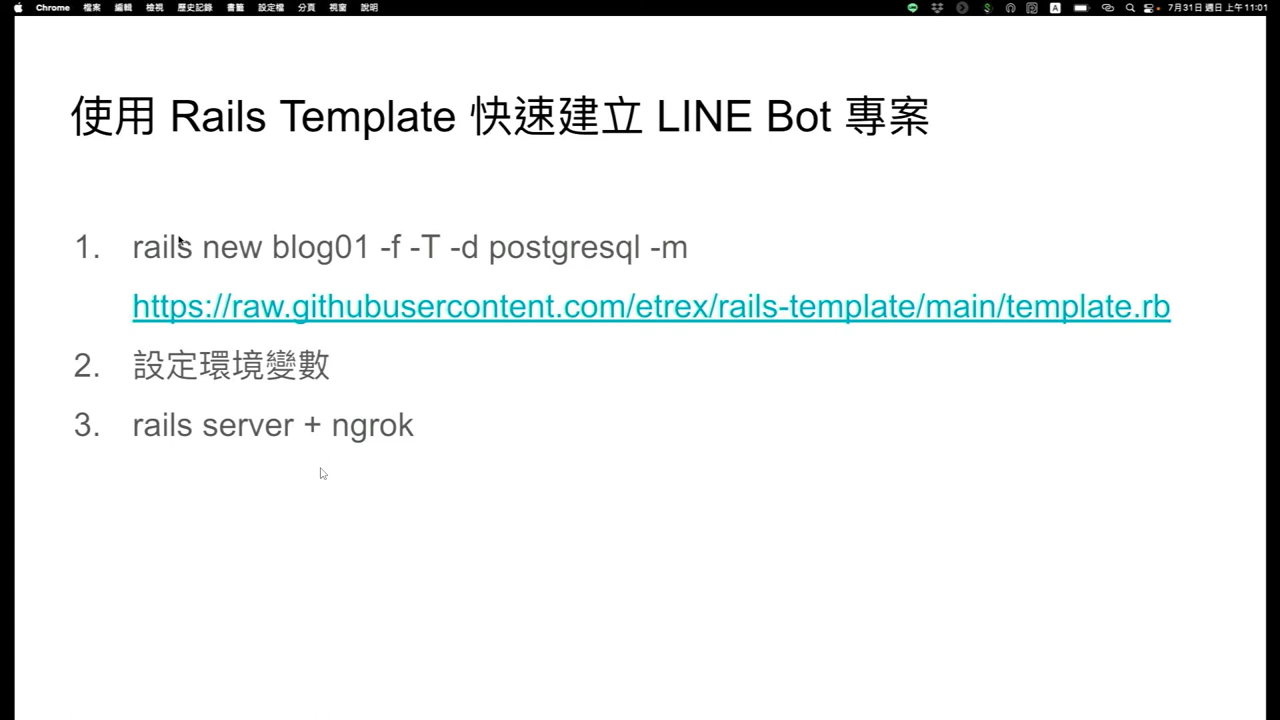 Chrome 檔案 編輯 檢視 歷史記錄 書籤 設定檔 分頁 視窗 說明 A 7月31日 週日 上午11:01
使用 Rails Template 快速建立 LINE Bot 專案
1. rails new blog01 -f -T -d postgresql -m
https://raw.githubusercontent.com/etrex/rails-template/main/template.rb
2. 設定環境變數
3. rails server + ngrok